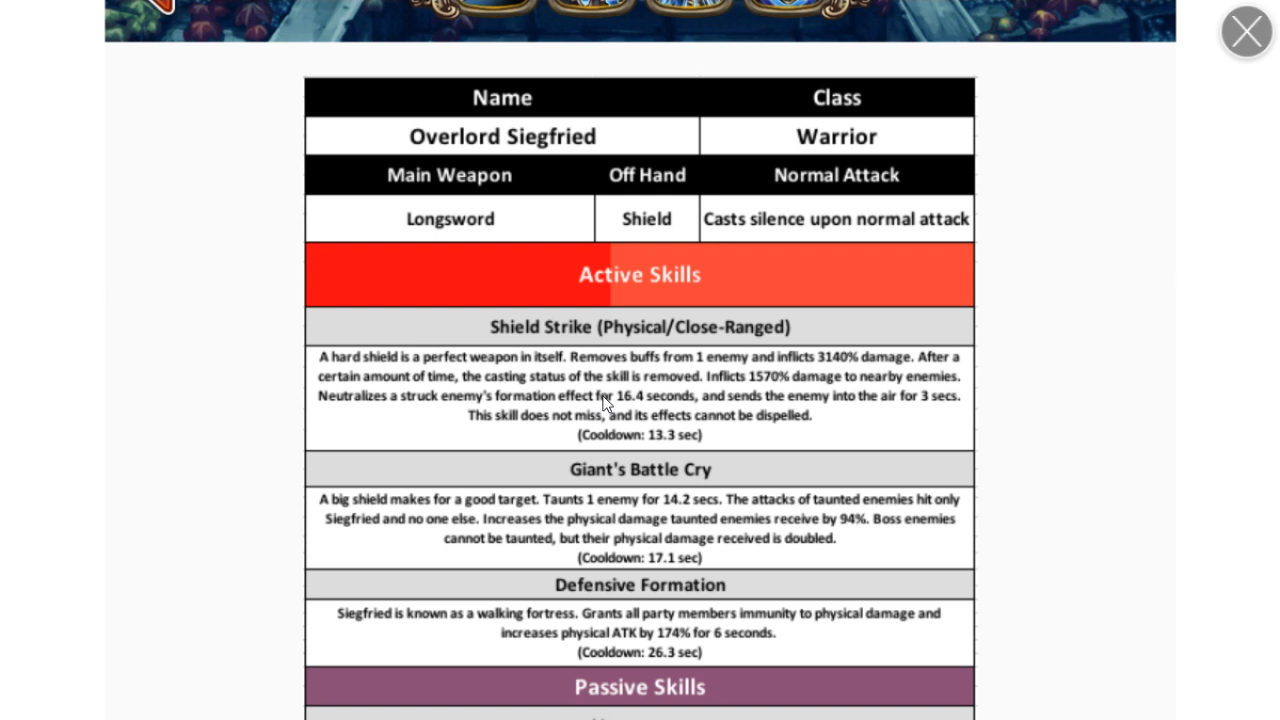 Name Class
Overlord Siegfried Warrior
Main Weapon Off Hand Normal Attack
Longsword Shield Casts silence upon normal attack
Active Skills
Shield Strike (Physical/Close-Ranged)
A hard shield is a perfect weapon in itself. Removes buffs from 1 enemy and inflicts 3140% damage. After a
certain amount of time, the casting status of the skill is removed. Inflicts 1570% damage to nearby enemies.
Neutralizes a struck enemy's formation effect for 16.4 seconds, and sends the enemy into the air for 3 secs.
This skill does not miss, and its effects cannot be dispelled.
(Cooldown: 13.3 sec)
Giant's Battle Cry
A big shield makes for a good target. Taunts 1 enemy for 14.2 secs. The attacks of taunted enemies hit only
Siegfried and no one else. Increases the physical damage taunted enemies receive by 94%. Boss enemies
cannot be taunted, but their physical damage received is doubled.
(Cooldown: 17.1 sec)
Defensive Formation
Siegfried is known as a walking fortress. Grants all party members immunity to physical damage and
increases physical ATK by 174% for 6 seconds.
(Cooldown: 26.3 sec)
Passive Skills